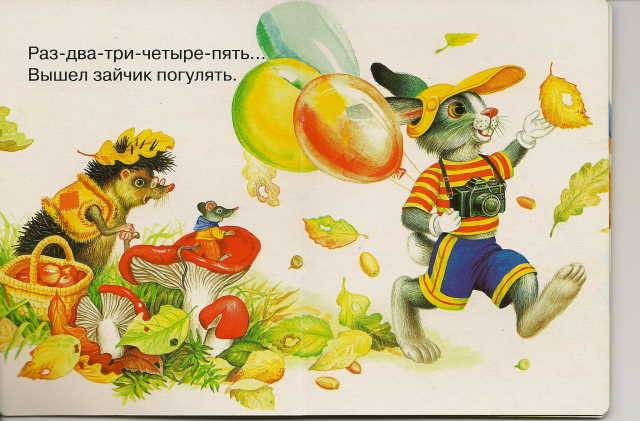 Раз-два-три-четыре-пять...
Вышел зайчик погулять.